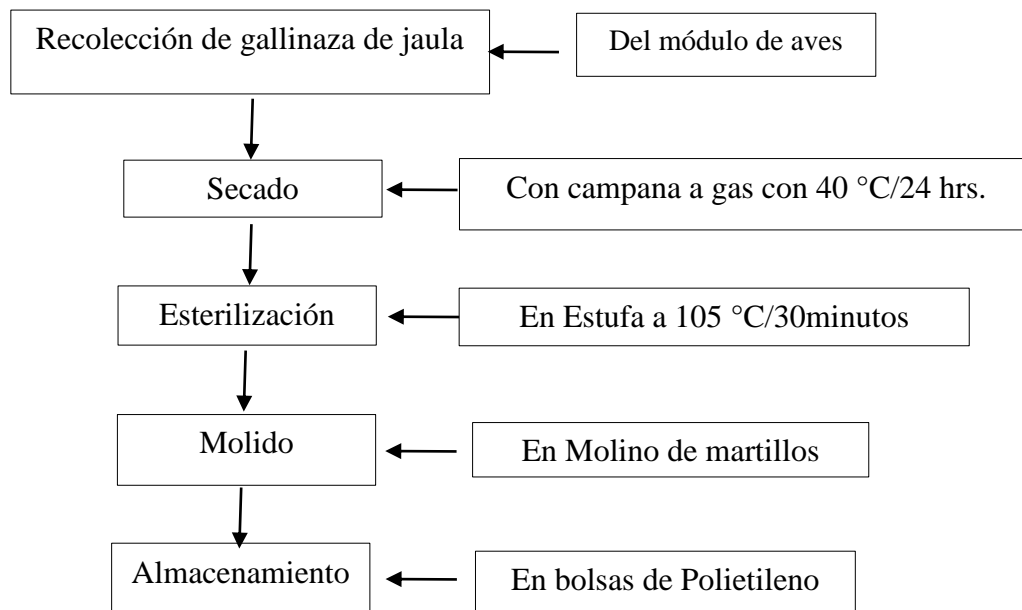 Recolección de gallinaza de jaula
Del módulo de aves
Secado
Con campana a gas con 40 °C/24 hrs.
Esterilización
En Estufa a 105 °C/30minutos
Molido
En Molino de martillos
Almacenamiento
En bolsas de Polietileno